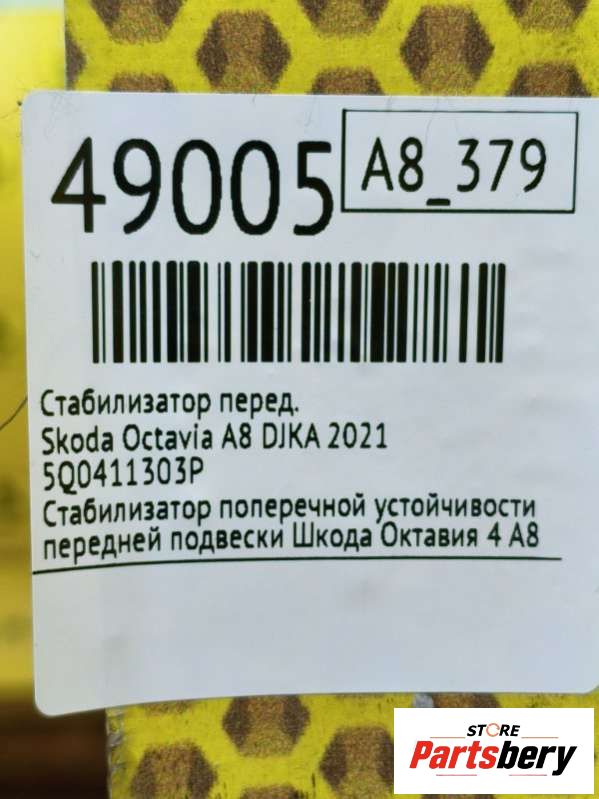 49005
A8_379
Стабилизатор перед.
Skoda Octavia A8 DJKA 2021
5Q0411303P
Стабилизатор поперечной устойчивости
передней подвески Шкода Октавия 4 А8
STORE
Partsbery